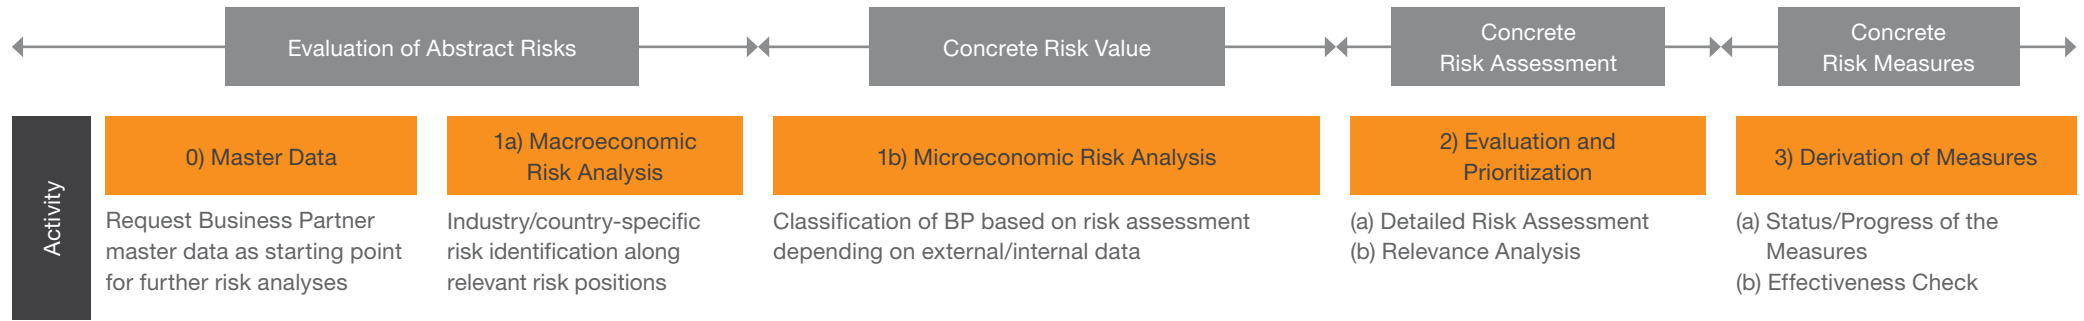 Evaluation of Abstract Risks
Concrete Risk Value
Concrete
Risk Assessment
Concrete
Risk Measures
Activity
0) Master Data
Request Business Partner
master data as starting point
for further risk analyses
1a) Macroeconomic
Risk Analysis
Industry/country-specific
risk identification along
relevant risk positions
1b) Microeconomic Risk Analysis
Classification of BP based on risk assessment
depending on external/internal data
2) Evaluation and
Prioritization
(a) Detailed Risk Assessment
(b) Relevance Analysis
3) Derivation of Measures
(a) Status/Progress of the
Measures
(b) Effectiveness Check